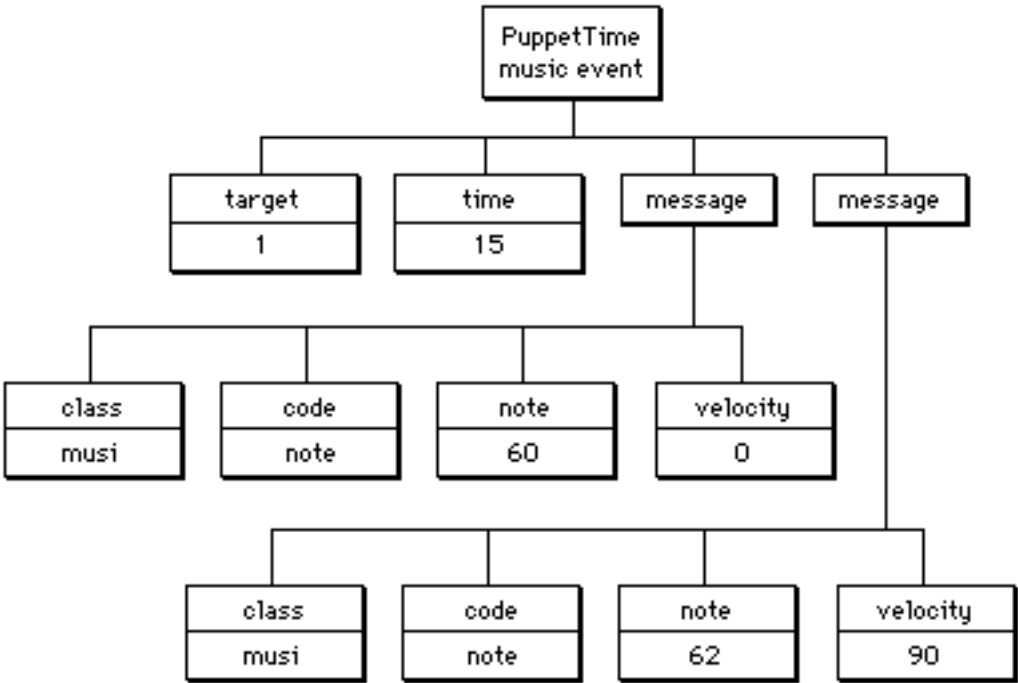 PuppetTime
music event
target
time
message
message
1
15
class
code
note
velocity
musi
note
60
0
class
code
note
velocity
musi
note
62
90